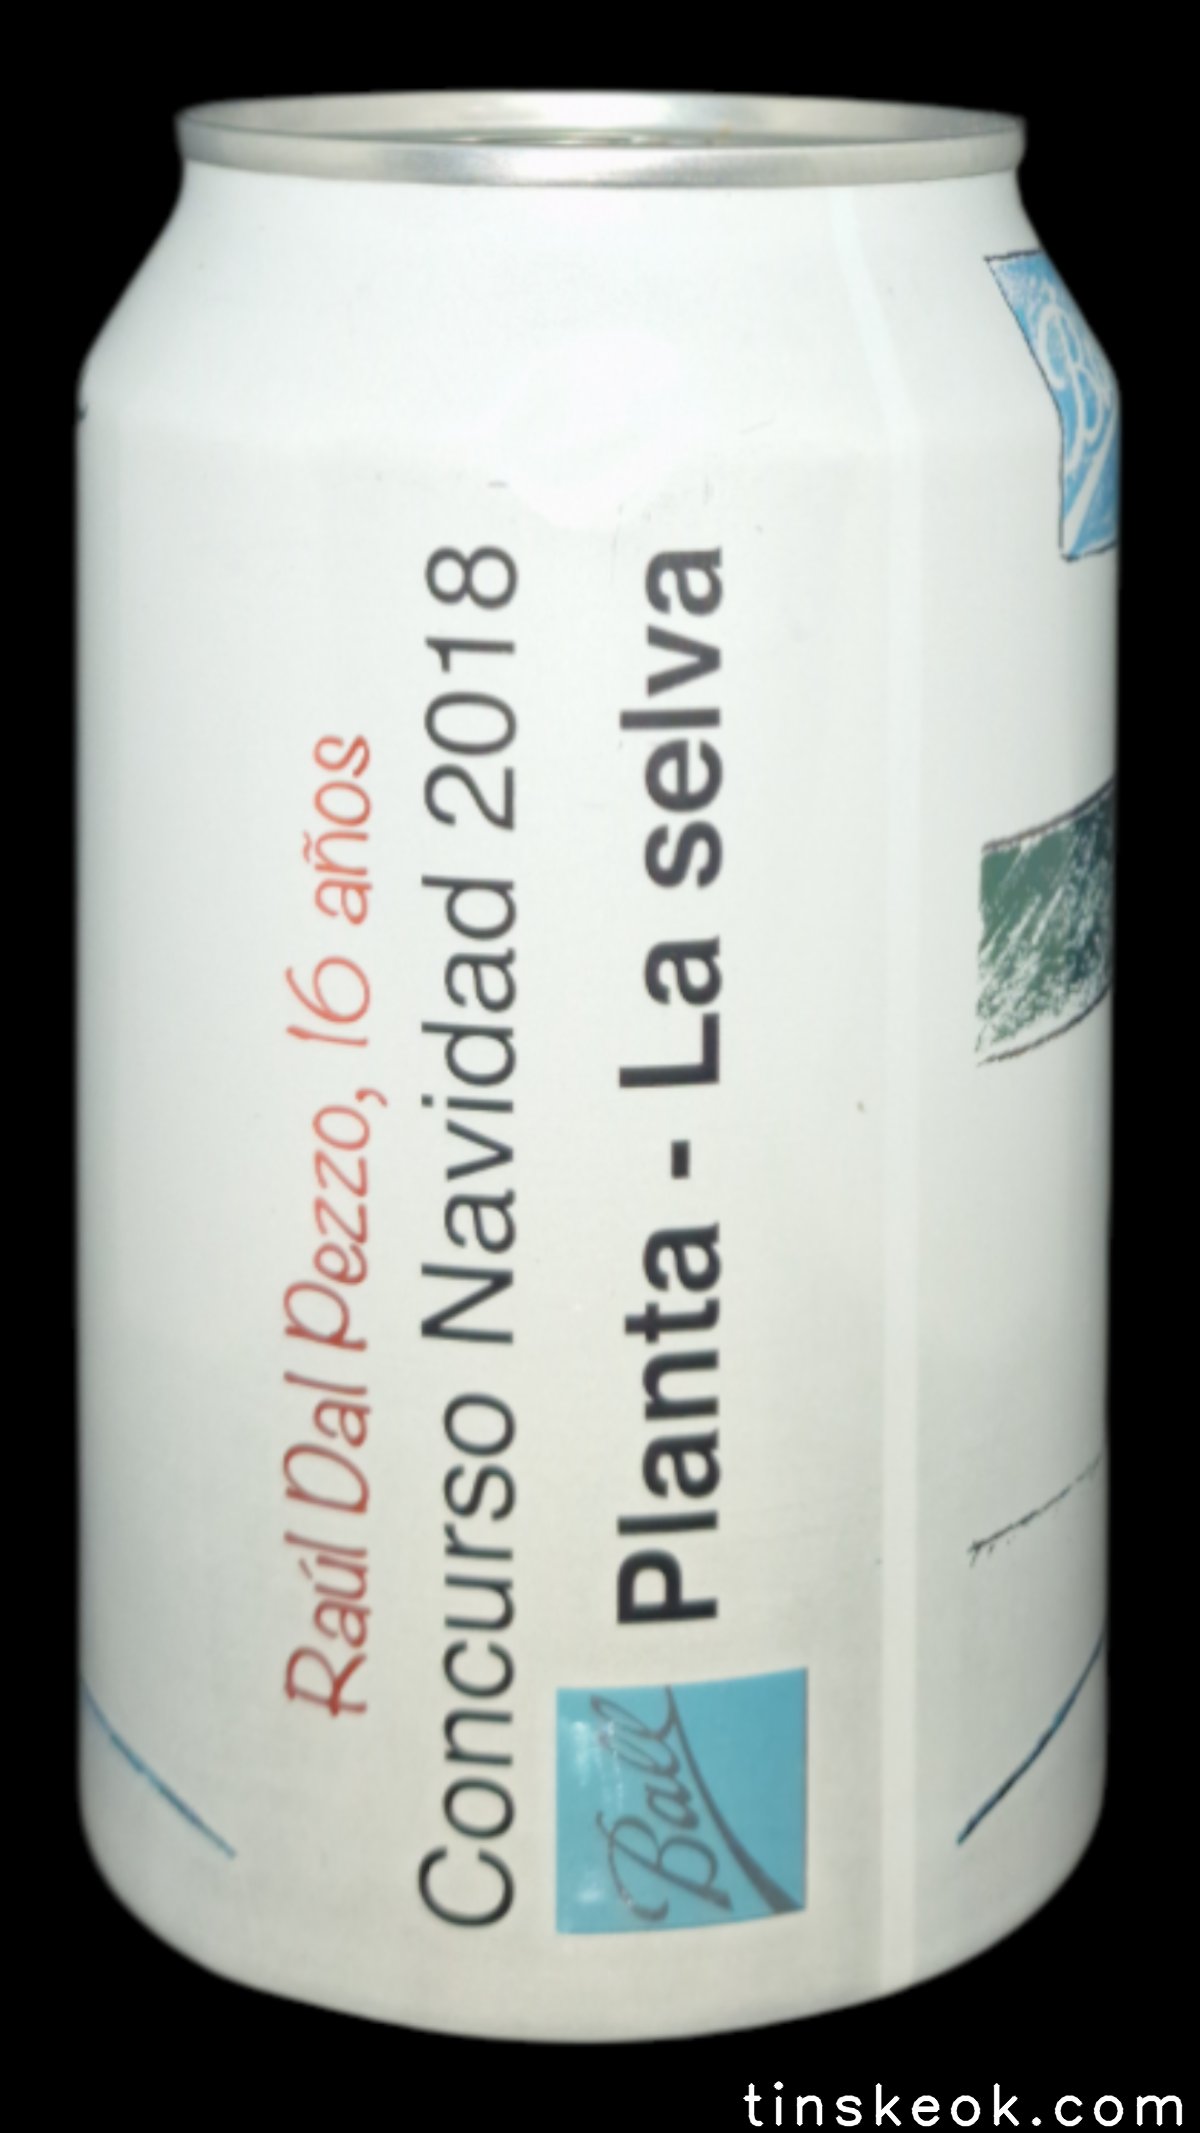 Raúl Dal Pezzo, 16 años
Concurso Navidad 2018
Planta - La selva
Ball
tinskeok.com